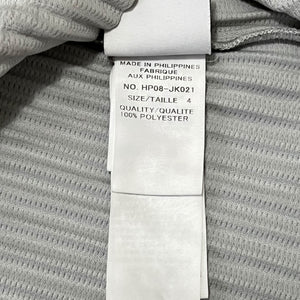 MADE IN PHILIPPINES
FABRIQUE
AUX PHILIPPINES
NO. HP08-JK021
SIZE/TAILLE 4
QUALITY/QUALITE
100% POLYESTER